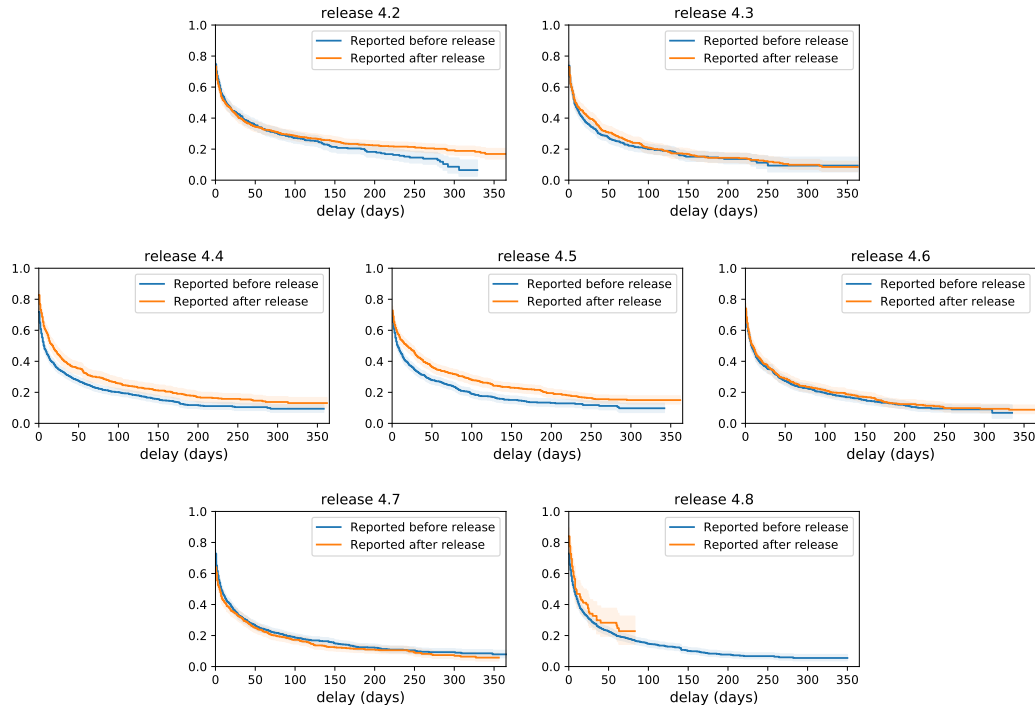 release 4.2
1.0
0.8
0.6
0.4
0.2
0.0
Reported before release
Reported after release
0 50 100 150 200 250 300 350
delay (days)
release 4.3
1.0
0.8
0.6
0.4
0.2
0.0
Reported before release
Reported after release
0 50 100 150 200 250 300 350
delay (days)
release 4.4
1.0
0.8
0.6
0.4
0.2
0.0
Reported before release
Reported after release
0 50 100 150 200 250 300 350
delay (days)
release 4.5
1.0
0.8
0.6
0.4
0.2
0.0
Reported before release
Reported after release
0 50 100 150 200 250 300 350
delay (days)
release 4.6
1.0
0.8
0.6
0.4
0.2
0.0
Reported before release
Reported after release
0 50 100 150 200 250 300 350
delay (days)
release 4.7
1.0
0.8
0.6
0.4
0.2
0.0
Reported before release
Reported after release
0 50 100 150 200 250 300 350
delay (days)
release 4.8
1.0
0.8
0.6
0.4
0.2
0.0
Reported before release
Reported after release
0 50 100 150 200 250 300 350
delay (days)